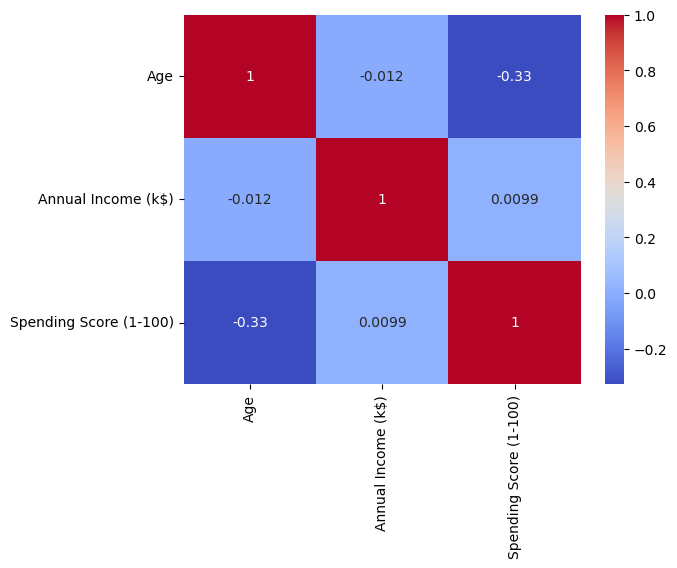 1.0
Age
1
-0.012
-0.33
0.8
0.6
Annual Income (k$)
-0.012
1
0.0099
0.4
0.2
0.0
Spending Score (1-100)
-0.33
0.0099
1
−0.2
Age
Annual Income (k$)
Spending Score (1-100)